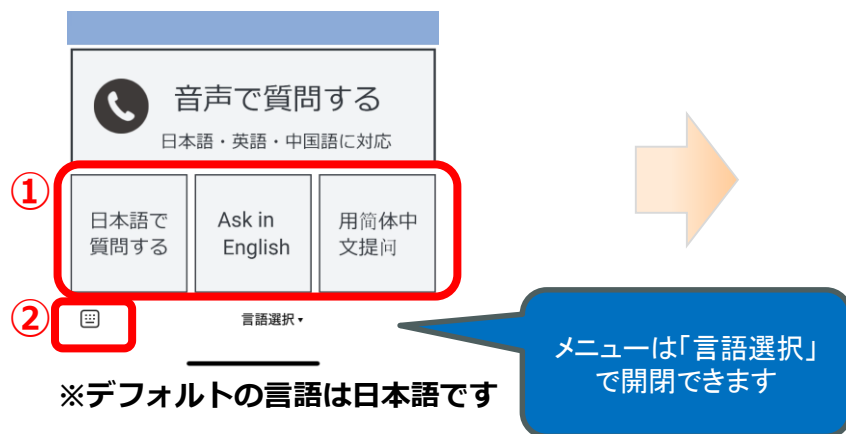 音声で質問する
日本語・英語・中国語に対応
①
日本語で
質問する
Ask in
English
用简体中
文提问
②
言語選択▾
メニューは「言語選択」
で開閉できます
※デフォルトの言語は日本語です